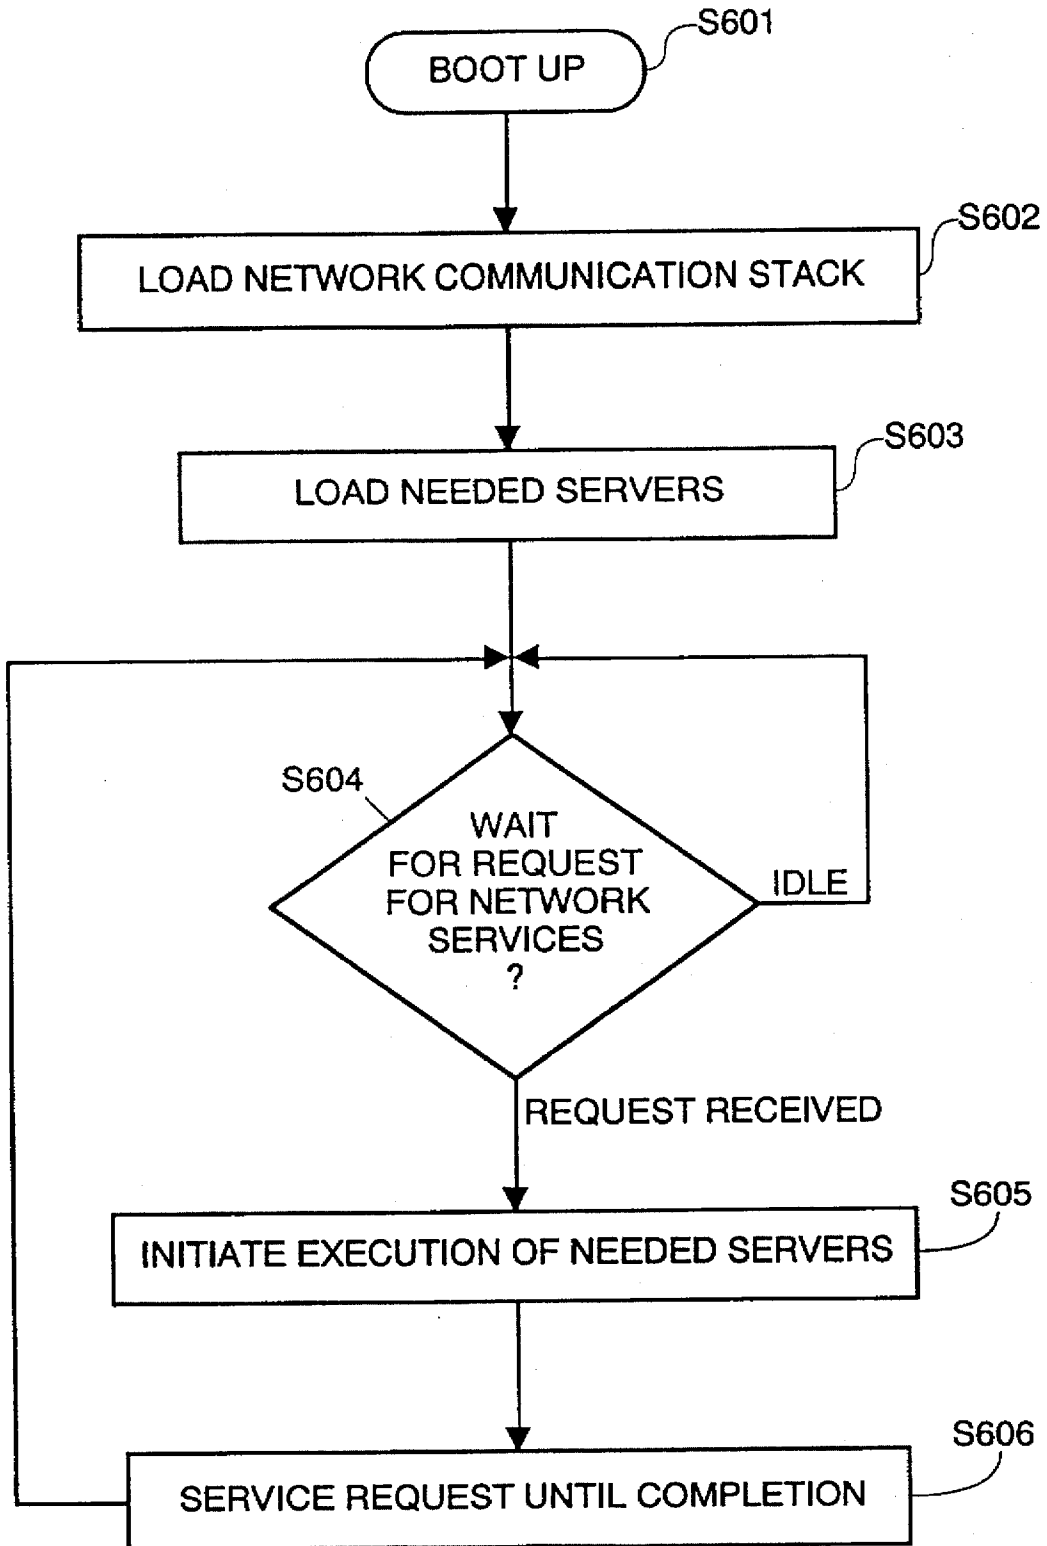 S601
BOOT UP
S602
LOAD NETWORK COMMUNICATION STACK
S603
LOAD NEEDED SERVERS
S604
WAIT
FOR REQUEST
FOR NETWORK
SERVICES
?
IDLE
REQUEST RECEIVED
S605
INITIATE EXECUTION OF NEEDED SERVERS
S606
SERVICE REQUEST UNTIL COMPLETION